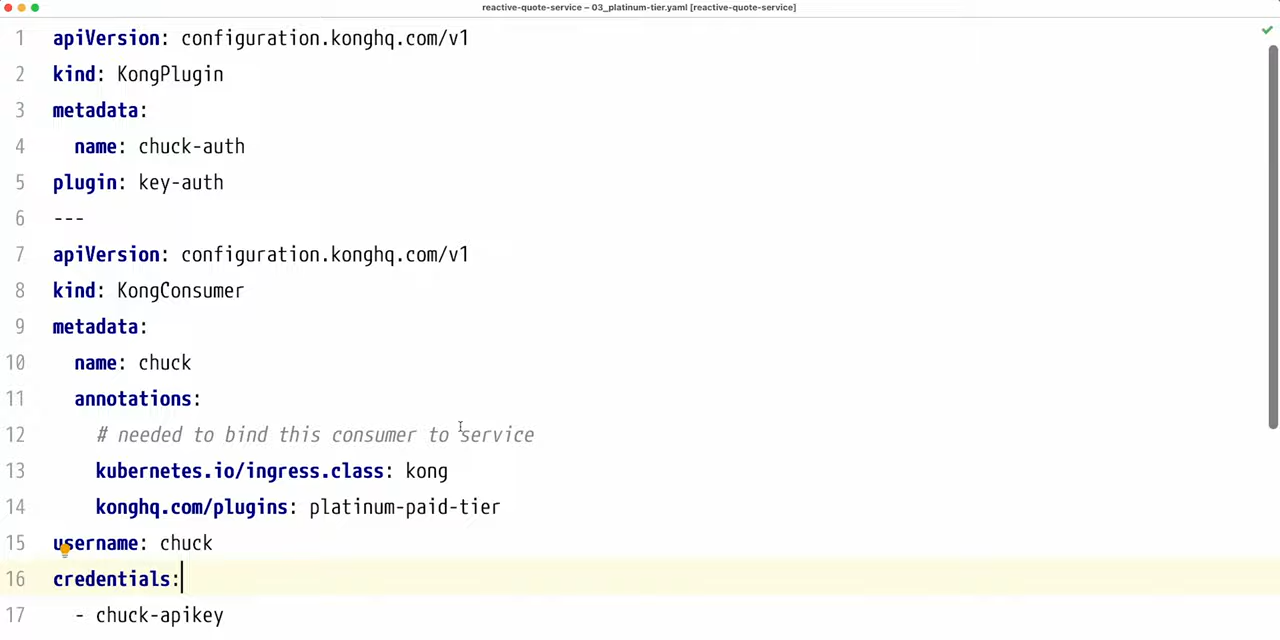 reactive-quote-service – 03_platinum-tier.yaml [reactive-quote-service]
1 apiVersion: configuration.konghq.com/v1
2 kind: KongPlugin
3 metadata:
4 name: chuck-auth
5 plugin: key-auth
6 ---
7 apiVersion: configuration.konghq.com/v1
8 kind: KongConsumer
9 metadata:
10 name: chuck
11 annotations:
12 # needed to bind this consumer to service
13 kubernetes.io/ingress.class: kong
14 konghq.com/plugins: platinum-paid-tier
15 username: chuck
16 credentials:
17 - chuck-apikey